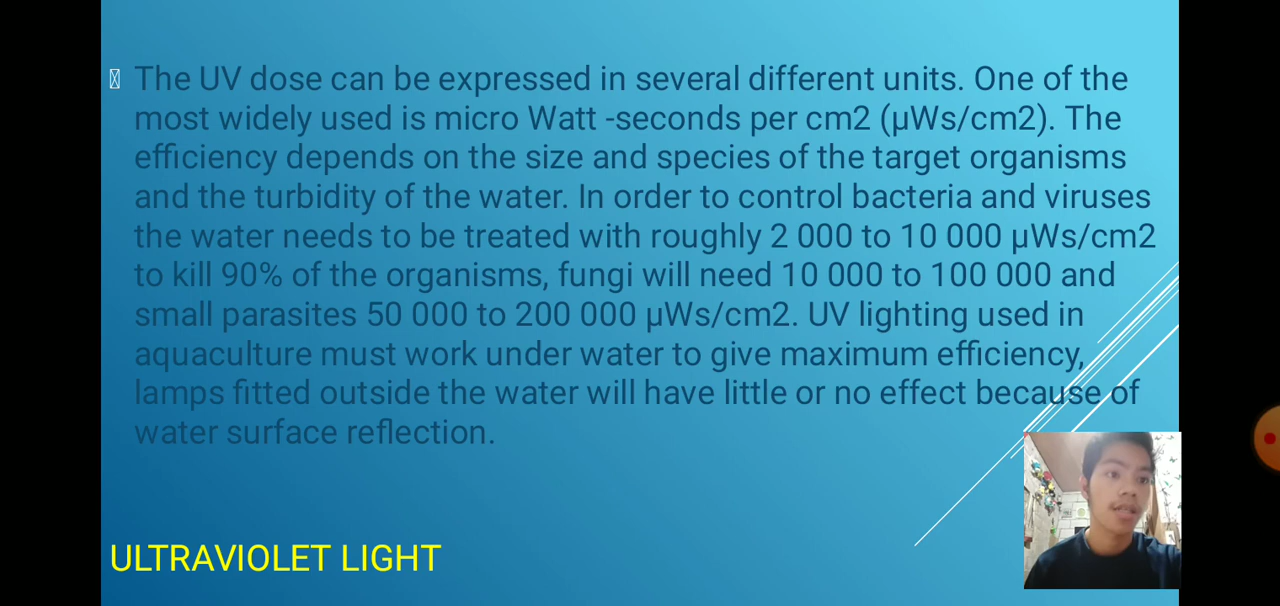 The UV dose can be expressed in several different units. One of the
most widely used is micro Watt -seconds per cm2 (µWs/cm2). The
efficiency depends on the size and species of the target organisms
and the turbidity of the water. In order to control bacteria and viruses
the water needs to be treated with roughly 2 000 to 10 000 µWs/cm2
to kill 90% of the organisms, fungi will need 10 000 to 100 000 and
small parasites 50 000 to 200 000 µWs/cm2. UV lighting used in
aquaculture must work under water to give maximum efficiency,
lamps fitted outside the water will have little or no effect because of
water surface reflection.
ULTRAVIOLET LIGHT